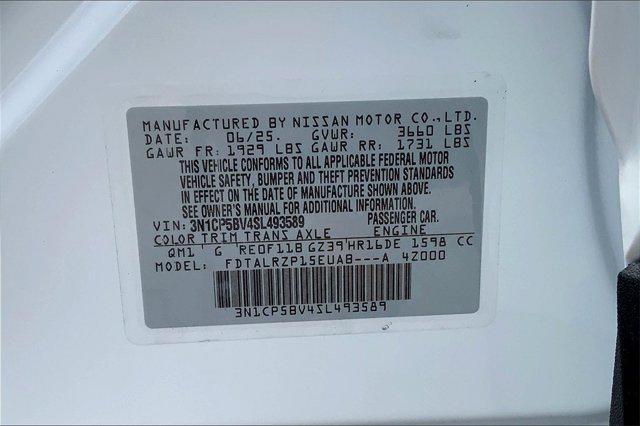 MANUFACTURED BY NISSAN MOTOR CO.,LTD.
DATE: 06/25. GVWR: 3660 LBS
GAWR FR: 1929 LBS GAWR RR: 1731 LBS
THIS VEHICLE CONFORMS TO ALL APPLICABLE FEDERAL MOTOR
VEHICLE SAFETY, BUMPER AND THEFT PREVENTION STANDARDS
IN EFFECT ON THE DATE OF MANUFACTURE SHOWN ABOVE.
SEE OWNER'S MANUAL FOR ADDITIONAL INFORMATION.
VIN: 3N1CP5BV4SL493589 PASSENGER CAR.
COLOR TRIM TRANS AXLE ENGINE
QM1 G RE0F11B GZ39 HR16DE 1598 CC
MODEL: FDTALRZP15EUAB---A 42000
3N1CP5BV4SL493589